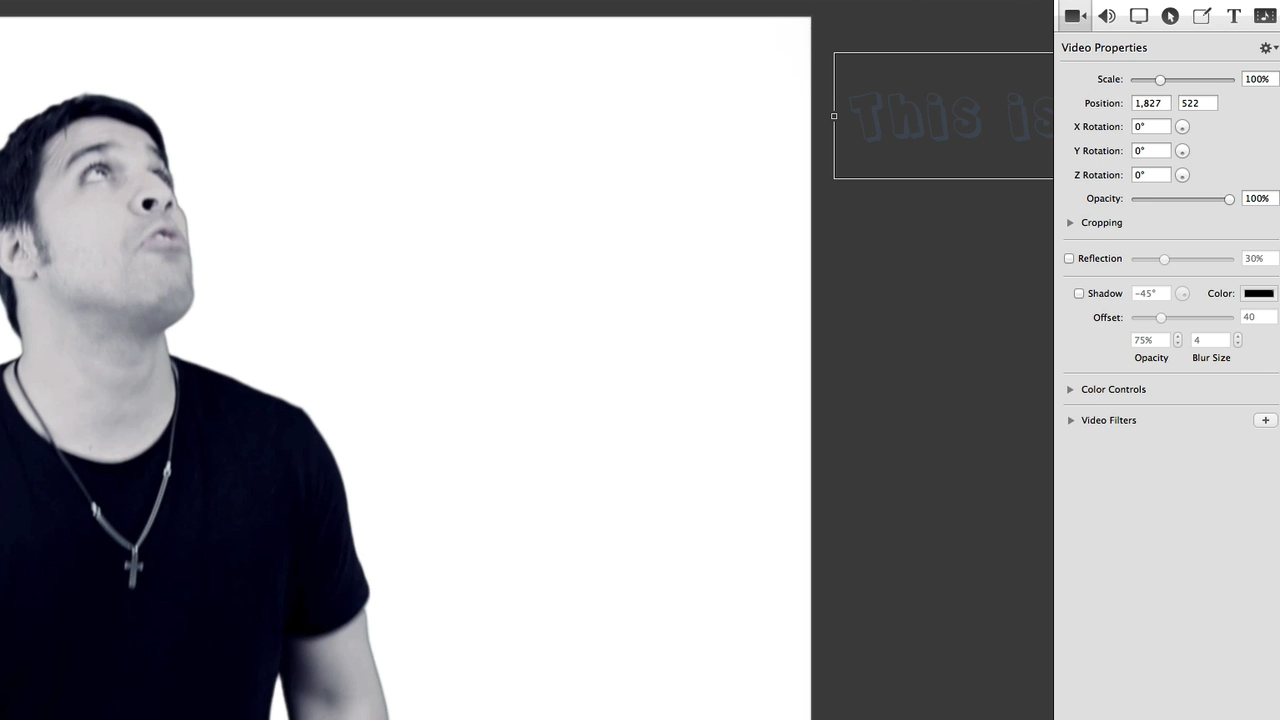 T
Video Properties
This is
Scale: 100%
Position: 1,827 522
X Rotation: 0°
Y Rotation: 0°
Z Rotation: 0°
Opacity: 100%
Cropping
Reflection 30%
Shadow -45° Color:
Offset: 40
75% 4
Opacity Blur Size
Color Controls
Video Filters +